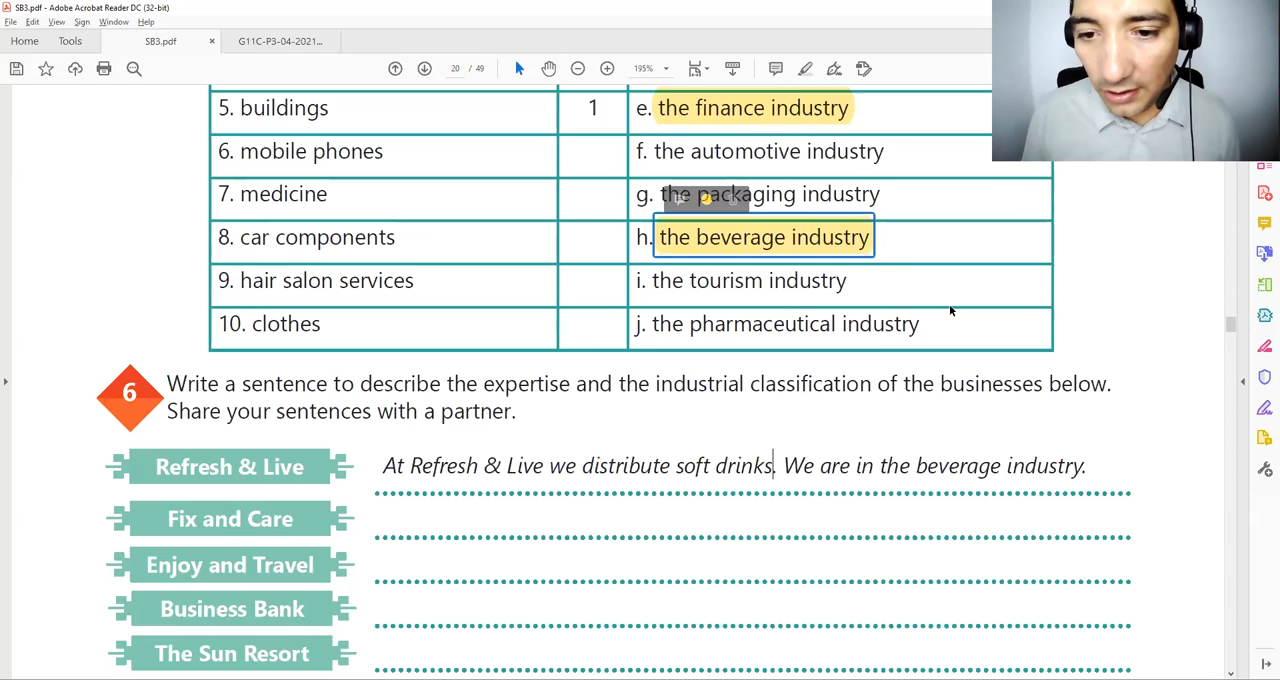 SB3.pdf - Adobe Acrobat Reader DC (32-bit)
File Edit View Sign Window Help
Home Tools SB3.pdf × G11C-P3-04-2021...
20 / 49 195%
5. buildings 1 e. the finance industry
6. mobile phones f. the automotive industry
7. medicine g. the packaging industry
8. car components h. the beverage industry
9. hair salon services i. the tourism industry
10. clothes j. the pharmaceutical industry
6 Write a sentence to describe the expertise and the industrial classification of the businesses below.
Share your sentences with a partner.
Refresh & Live At Refresh & Live we distribute soft drinks. We are in the beverage industry.
Fix and Care
Enjoy and Travel
Business Bank
The Sun Resort